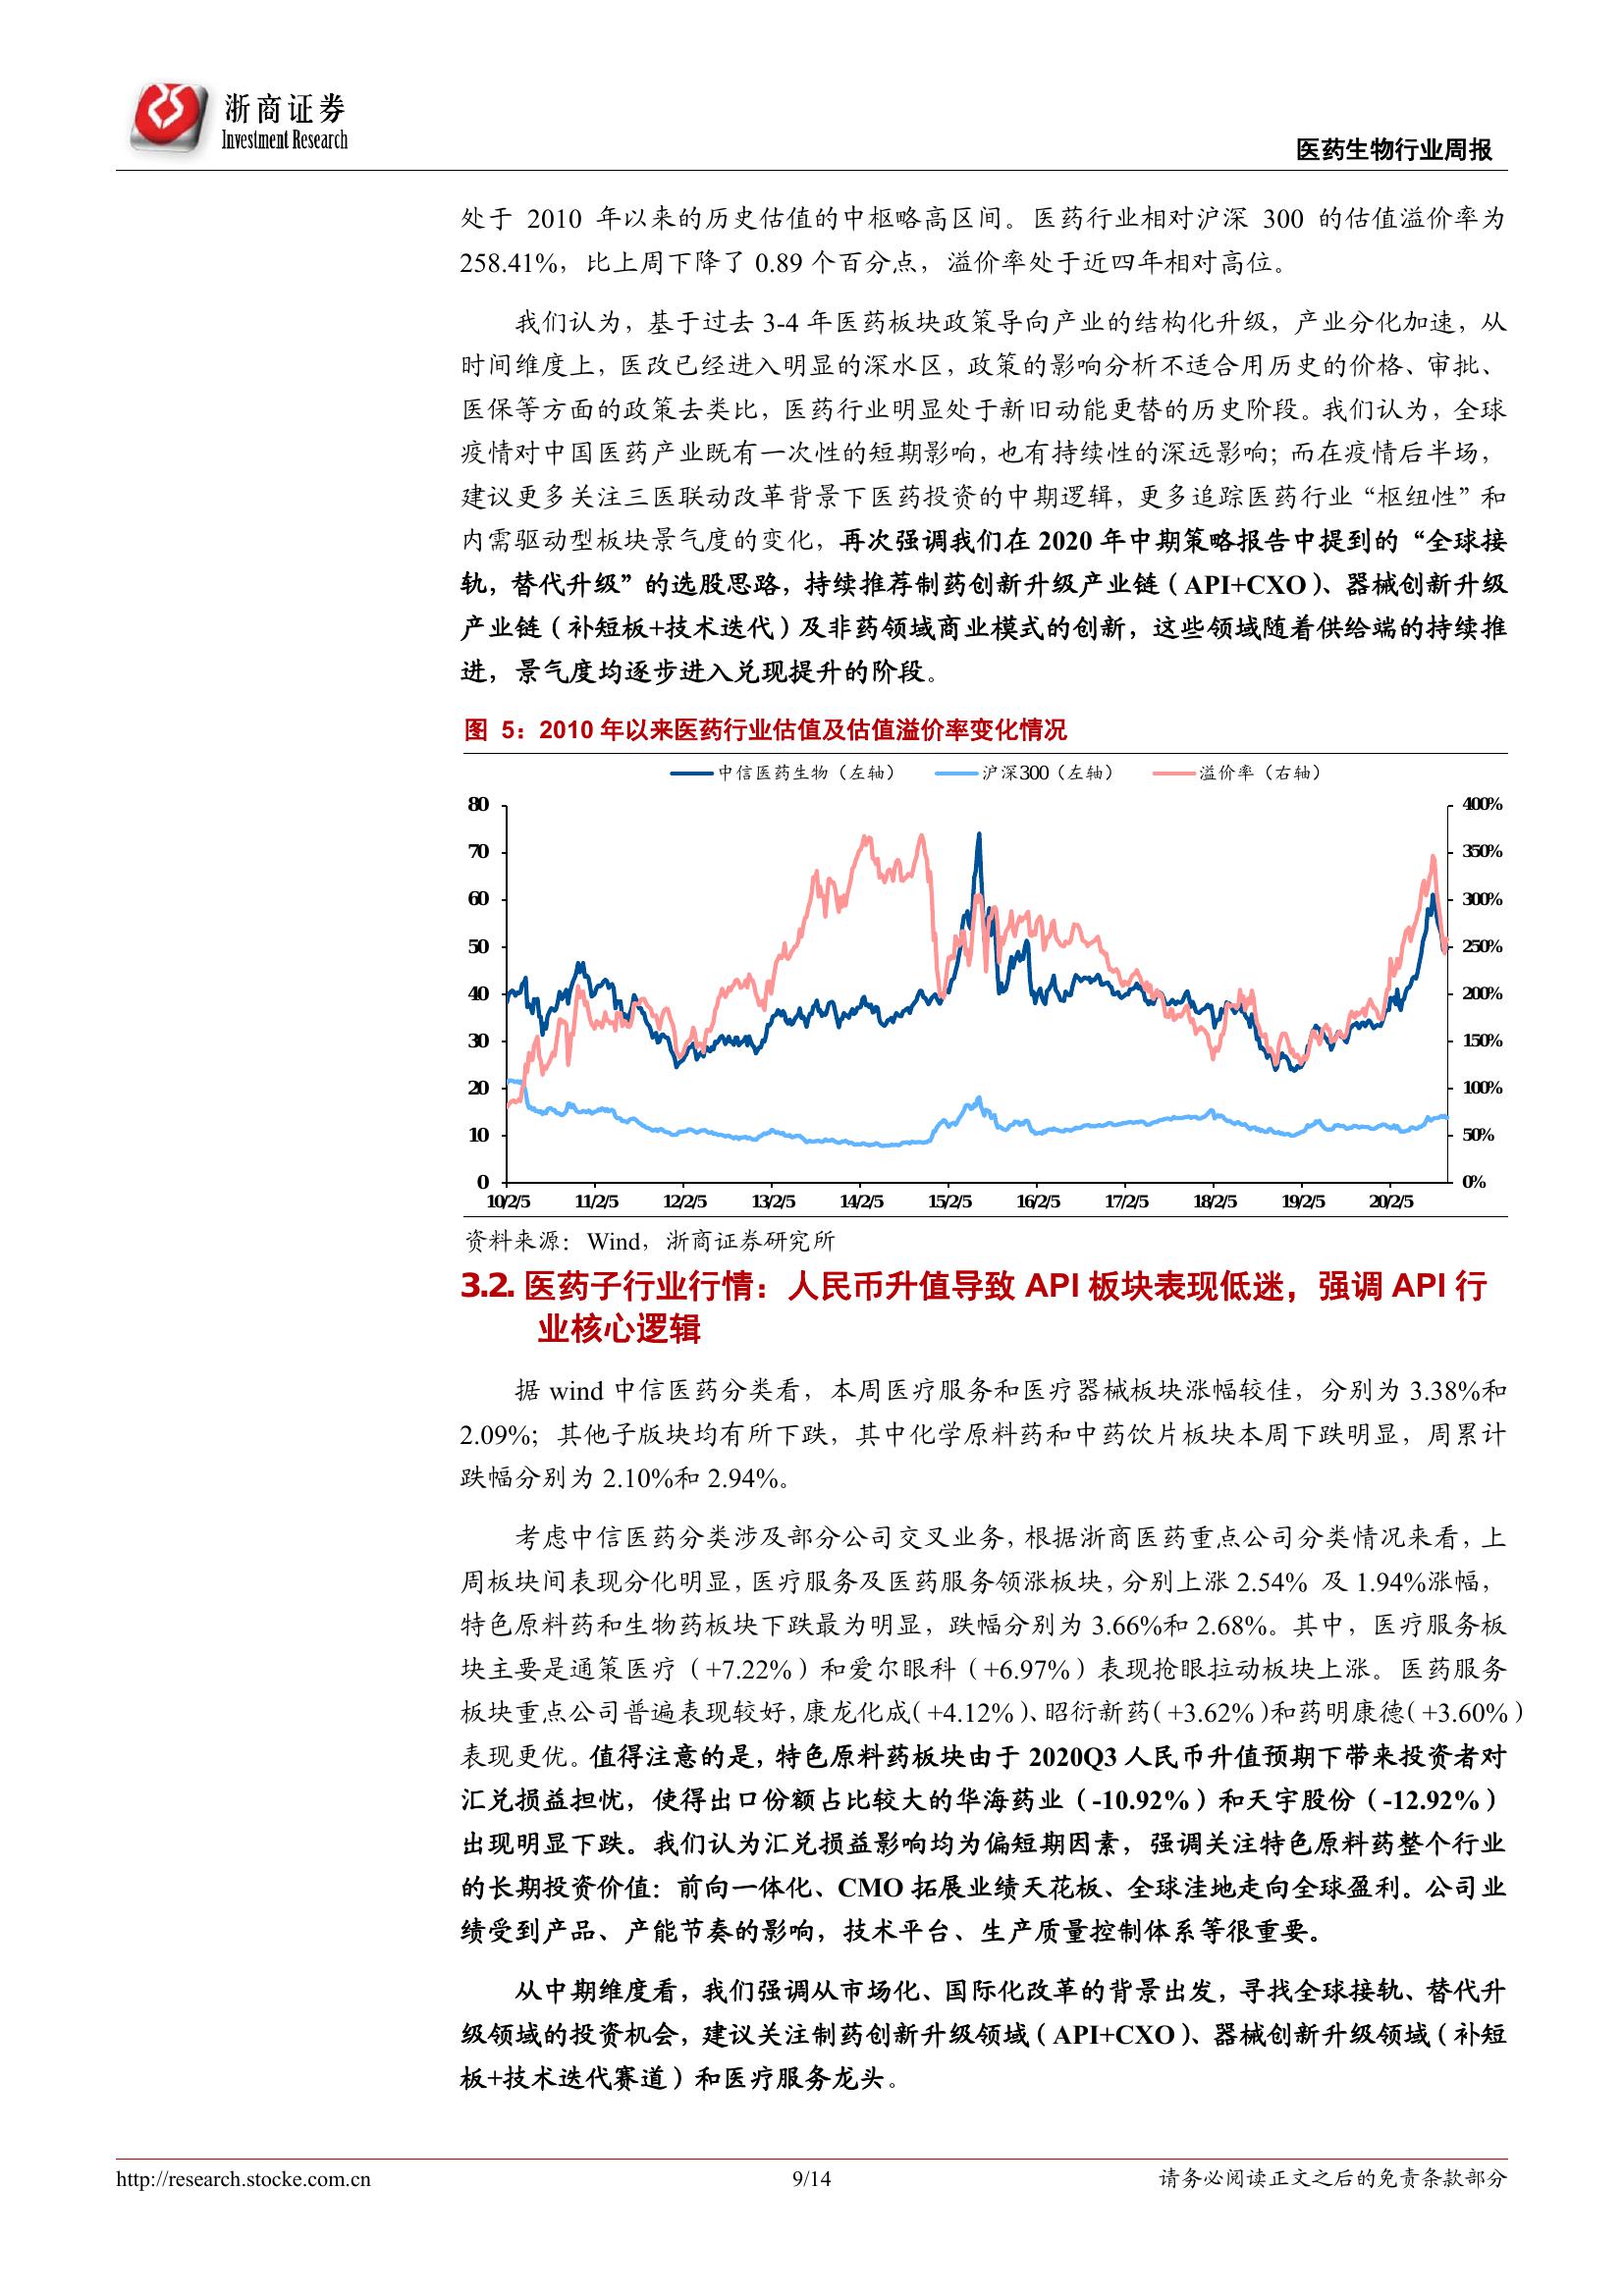 浙商证券
Investment Research
医药生物行业周报
处于 2010 年以来的历史估值的中枢略高区间。医药行业相对沪深 300 的估值溢价率为
258.41%，比上周下降了 0.89 个百分点，溢价率处于近四年相对高位。
我们认为，基于过去 3-4 年医药板块政策导向产业的结构化升级，产业分化加速，从
时间维度上，医改已经进入明显的深水区，政策的影响分析不适合用历史的价格、审批、
医保等方面的政策去类比，医药行业明显处于新旧动能更替的历史阶段。我们认为，全球
疫情对中国医药产业既有一次性的短期影响，也有持续性的深远影响；而在疫情后半场，
建议更多关注三医联动改革背景下医药投资的中期逻辑，更多追踪医药行业“枢纽性”和
内需驱动型板块景气度的变化，再次强调我们在 2020 年中期策略报告中提到的“全球接
轨，替代升级”的选股思路，持续推荐制药创新升级产业链（API+CXO）、器械创新升级
产业链（补短板+技术迭代）及非药领域商业模式的创新，这些领域随着供给端的持续推
进，景气度均逐步进入兑现提升的阶段。
图 5：2010 年以来医药行业估值及估值溢价率变化情况
中信医药生物（左轴） 沪深300（左轴） 溢价率（右轴）
80 400%
70 350%
60 300%
50 250%
40 200%
30 150%
20 100%
10 50%
0 0%
10/2/5 11/2/5 12/2/5 13/2/5 14/2/5 15/2/5 16/2/5 17/2/5 18/2/5 19/2/5 20/2/5
资料来源：Wind，浙商证券研究所
3.2. 医药子行业行情：人民币升值导致 API 板块表现低迷，强调 API 行
业核心逻辑
据 wind 中信医药分类看，本周医疗服务和医疗器械板块涨幅较佳，分别为 3.38%和
2.09%；其他子版块均有所下跌，其中化学原料药和中药饮片板块本周下跌明显，周累计
跌幅分别为 2.10%和 2.94%。
考虑中信医药分类涉及部分公司交叉业务，根据浙商医药重点公司分类情况来看，上
周板块间表现分化明显，医疗服务及医药服务领涨板块，分别上涨 2.54% 及 1.94%涨幅，
特色原料药和生物药板块下跌最为明显，跌幅分别为 3.66%和 2.68%。其中，医疗服务板
块主要是通策医疗（+7.22%）和爱尔眼科（+6.97%）表现抢眼拉动板块上涨。医药服务
板块重点公司普遍表现较好，康龙化成（+4.12%）、昭衍新药（+3.62%）和药明康德（+3.60%）
表现更优。值得注意的是，特色原料药板块由于 2020Q3 人民币升值预期下带来投资者对
汇兑损益担忧，使得出口份额占比较大的华海药业（-10.92%）和天宇股份（-12.92%）
出现明显下跌。我们认为汇兑损益影响均为偏短期因素，强调关注特色原料药整个行业
的长期投资价值：前向一体化、CMO 拓展业绩天花板、全球洼地走向全球盈利。公司业
绩受到产品、产能节奏的影响，技术平台、生产质量控制体系等很重要。
从中期维度看，我们强调从市场化、国际化改革的背景出发，寻找全球接轨、替代升
级领域的投资机会，建议关注制药创新升级领域（API+CXO）、器械创新升级领域（补短
板+技术迭代赛道）和医疗服务龙头。
http://research.stocke.com.cn 9/14 请务必阅读正文之后的免责条款部分